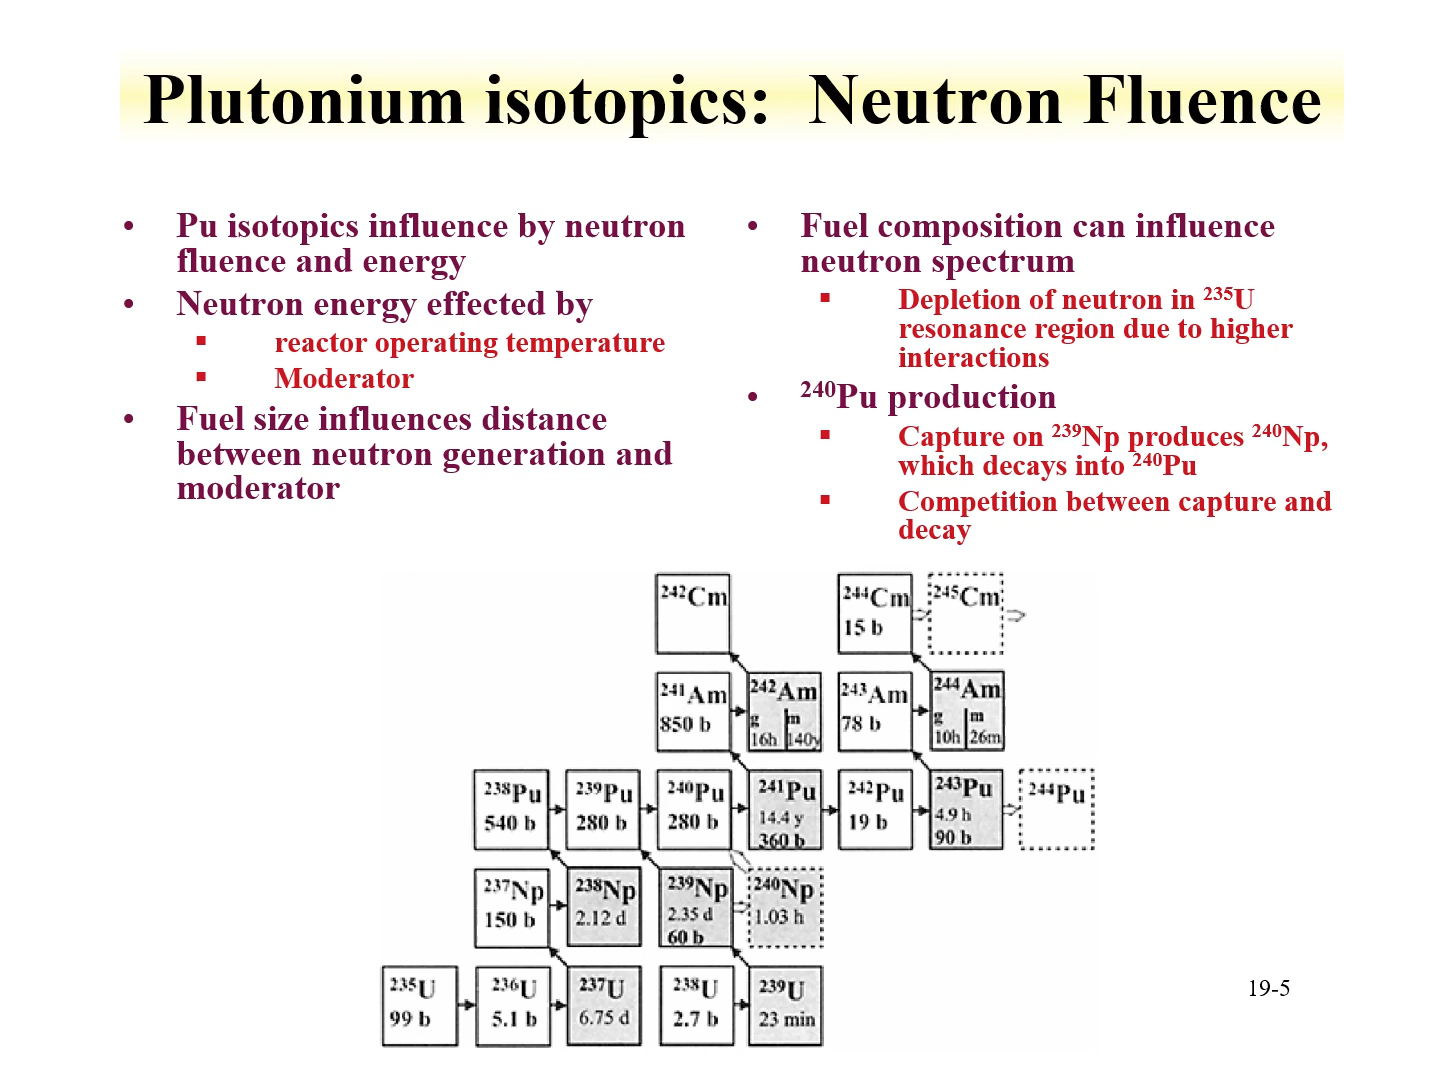 Plutonium isotopics:  Neutron Fluence
• Pu isotopics influence by neutron
fluence and energy
• Neutron energy effected by
▪ reactor operating temperature
▪ Moderator
• Fuel size influences distance
between neutron generation and
moderator
• Fuel composition can influence
neutron spectrum
▪ Depletion of neutron in ²³⁵U
resonance region due to higher
interactions
• ²⁴⁰Pu production
▪ Capture on ²³⁹Np produces ²⁴⁰Np,
which decays into ²⁴⁰Pu
▪ Competition between capture and
decay
²⁴²Cm
²⁴⁴Cm
15 b
²⁴⁵Cm
²⁴¹Am
850 b
²⁴²Am
g m
16h 140y
²⁴³Am
78 b
²⁴⁴Am
g m
10h 26m
²³⁸Pu
540 b
²³⁹Pu
280 b
²⁴⁰Pu
280 b
²⁴¹Pu
14.4 y
360 b
²⁴²Pu
19 b
²⁴³Pu
4.9 h
90 b
²⁴⁴Pu
²³⁷Np
150 b
²³⁸Np
2.12 d
²³⁹Np
2.35 d
60 b
²⁴⁰Np
1.03 h
²³⁵U
99 b
²³⁶U
5.1 b
²³⁷U
6.75 d
²³⁸U
2.7 b
²³⁹U
23 min
19-5